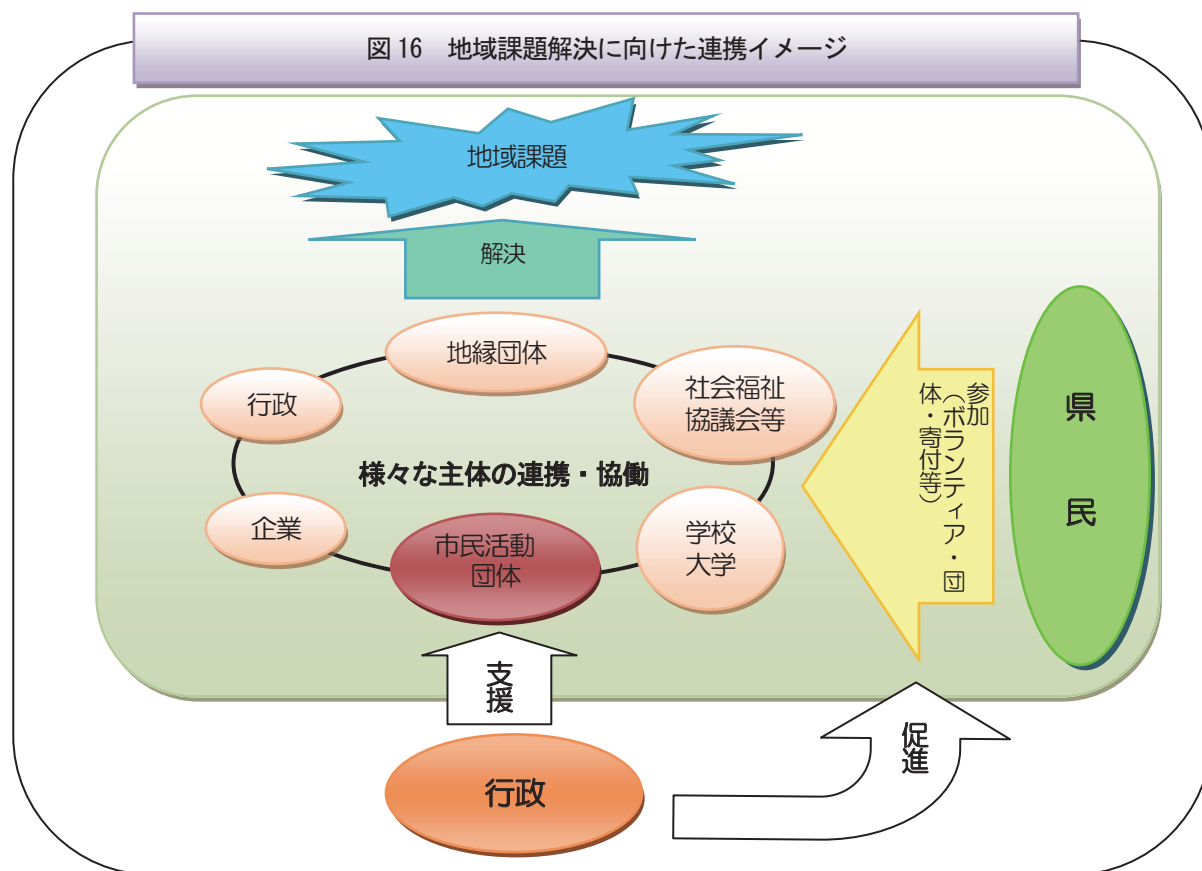 図16 地域課題解決に向けた連携イメージ
地域課題
解決
地縁団体
行政
社会福祉
協議会等
様々な主体の連携・協働
企業
市民活動
団体
学校
大学
参加
（ボランティア・団
体・寄付等）
県民
支援
行政
促進